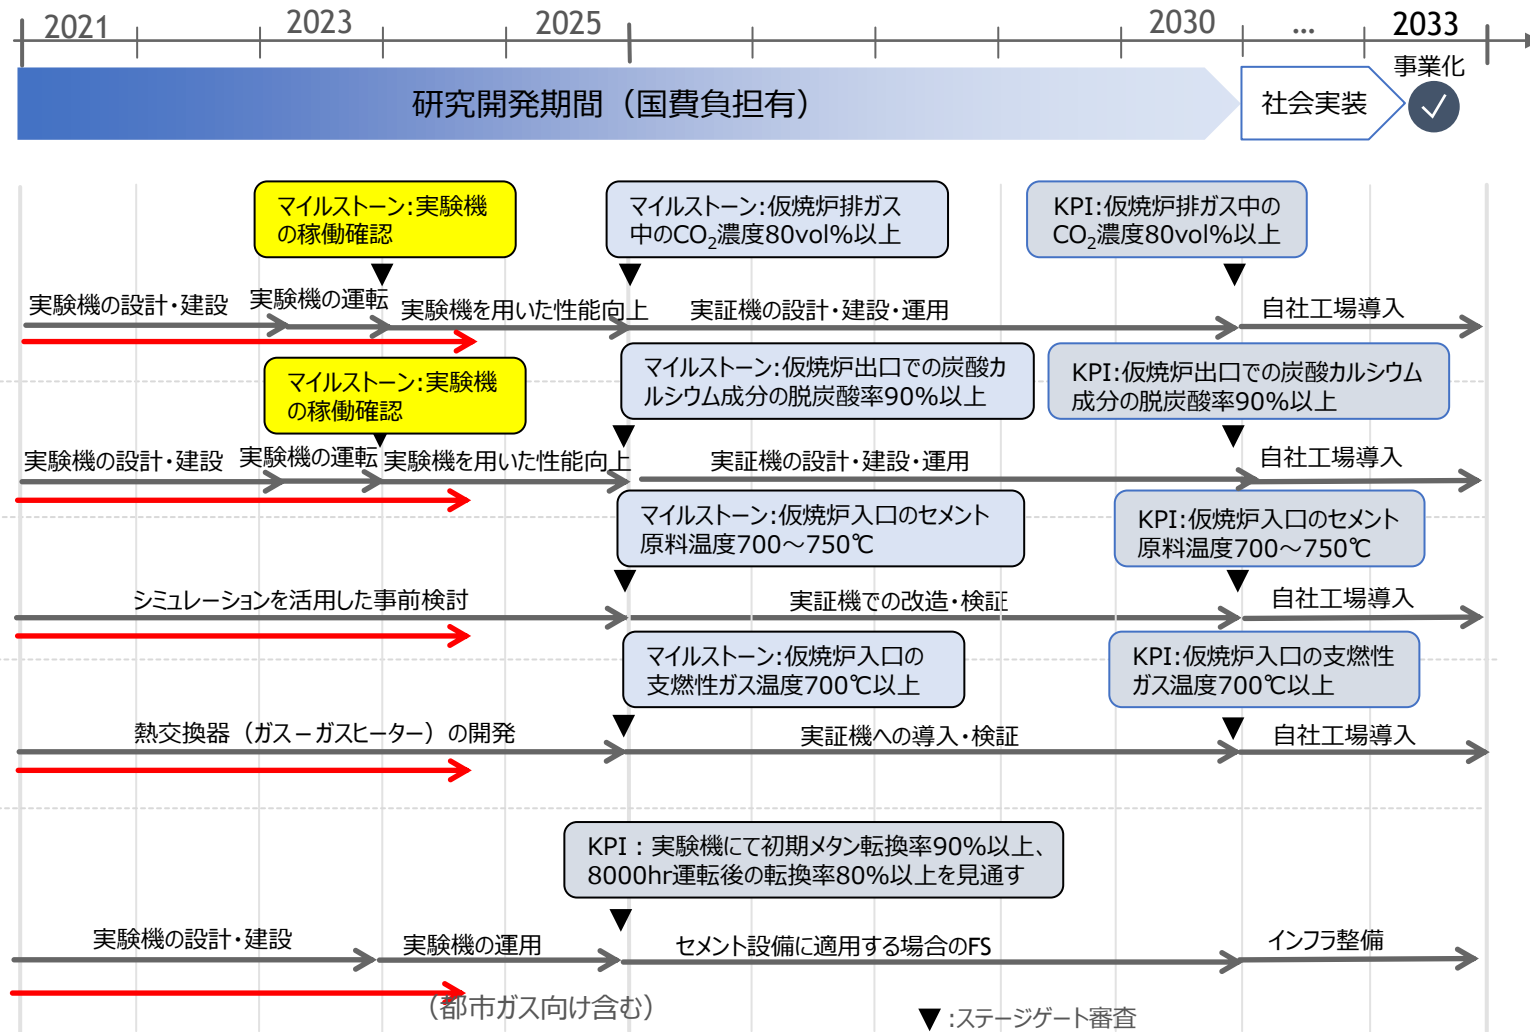 2021
2023
2025
2030
…
2033
事業化
研究開発期間（国費負担有）
社会実装
マイルストーン:実験機
の稼働確認
マイルストーン:仮焼炉排ガス
中のCO₂濃度80vol%以上
KPI:仮焼炉排ガス中の
CO₂濃度80vol%以上
実験機の設計・建設
実験機の運転
実験機を用いた性能向上
実証機の設計・建設・運用
自社工場導入
マイルストーン:実験機
の稼働確認
マイルストーン:仮焼炉出口での炭酸カ
ルシウム成分の脱炭酸率90%以上
KPI:仮焼炉出口での炭酸カルシウム
成分の脱炭酸率90%以上
実験機の設計・建設
実験機の運転
実験機を用いた性能向上
実証機の設計・建設・運用
自社工場導入
マイルストーン:仮焼炉入口のセメント
原料温度700～750℃
KPI:仮焼炉入口のセメント
原料温度700～750℃
シミュレーションを活用した事前検討
実証機での改造・検証
自社工場導入
マイルストーン:仮焼炉入口の
支燃性ガス温度700℃以上
KPI:仮焼炉入口の支燃性
ガス温度700℃以上
熱交換器（ガス－ガスヒーター）の開発
実証機への導入・検証
自社工場導入
KPI：実験機にて初期メタン転換率90%以上、
8000hr運転後の転換率80%以上を見通す
実験機の設計・建設
実験機の運用
セメント設備に適用する場合のFS
インフラ整備
（都市ガス向け含む）
▼:ステージゲート審査